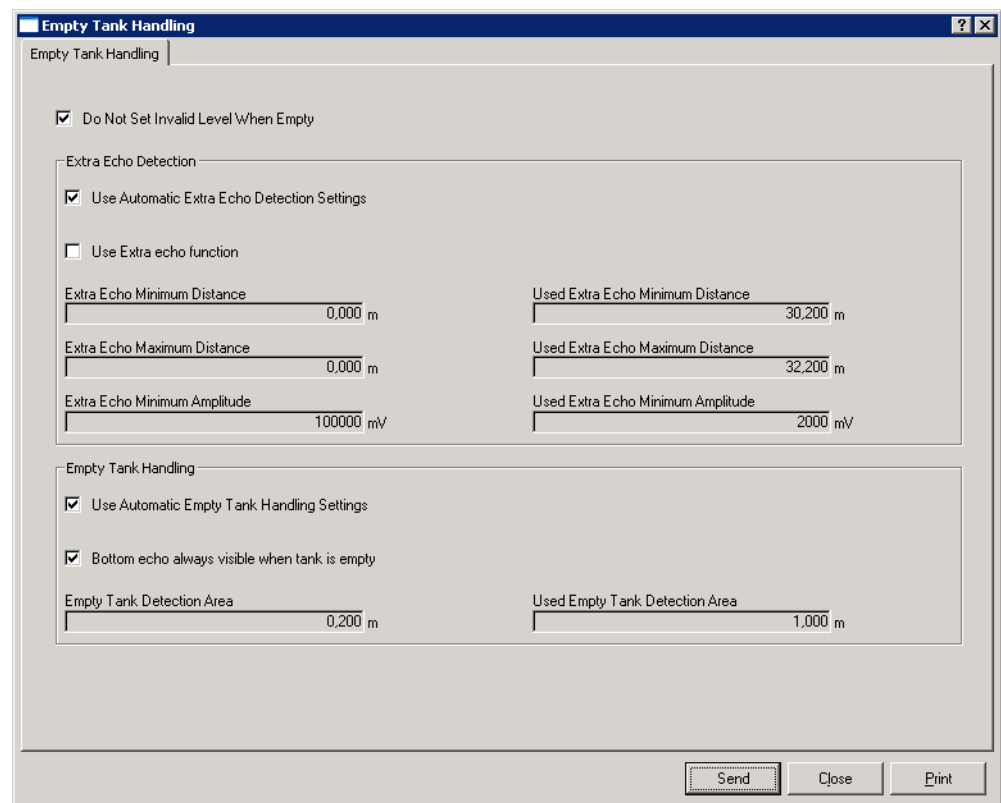 Empty Tank Handling
Empty Tank Handling
Do Not Set Invalid Level When Empty
Extra Echo Detection
Use Automatic Extra Echo Detection Settings
Use Extra echo function
Extra Echo Minimum Distance
0,000 m
Used Extra Echo Minimum Distance
30,200 m
Extra Echo Maximum Distance
0,000 m
Used Extra Echo Maximum Distance
32,200 m
Extra Echo Minimum Amplitude
100000 mV
Used Extra Echo Minimum Amplitude
2000 mV
Empty Tank Handling
Use Automatic Empty Tank Handling Settings
Bottom echo always visible when tank is empty
Empty Tank Detection Area
0,200 m
Used Empty Tank Detection Area
1,000 m
Send
Close
Print